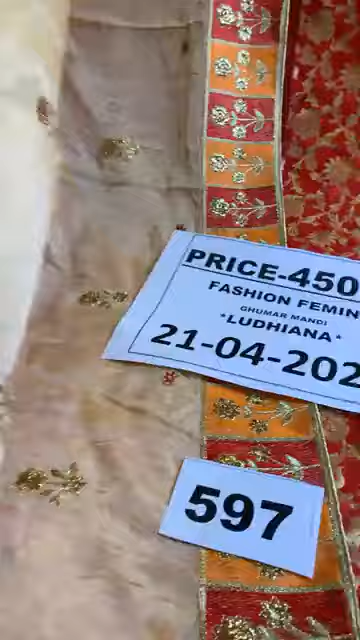 PRICE-450
FASHION FEMIN
GHUMAR MANDI
*LUDHIANA*
21-04-202
597